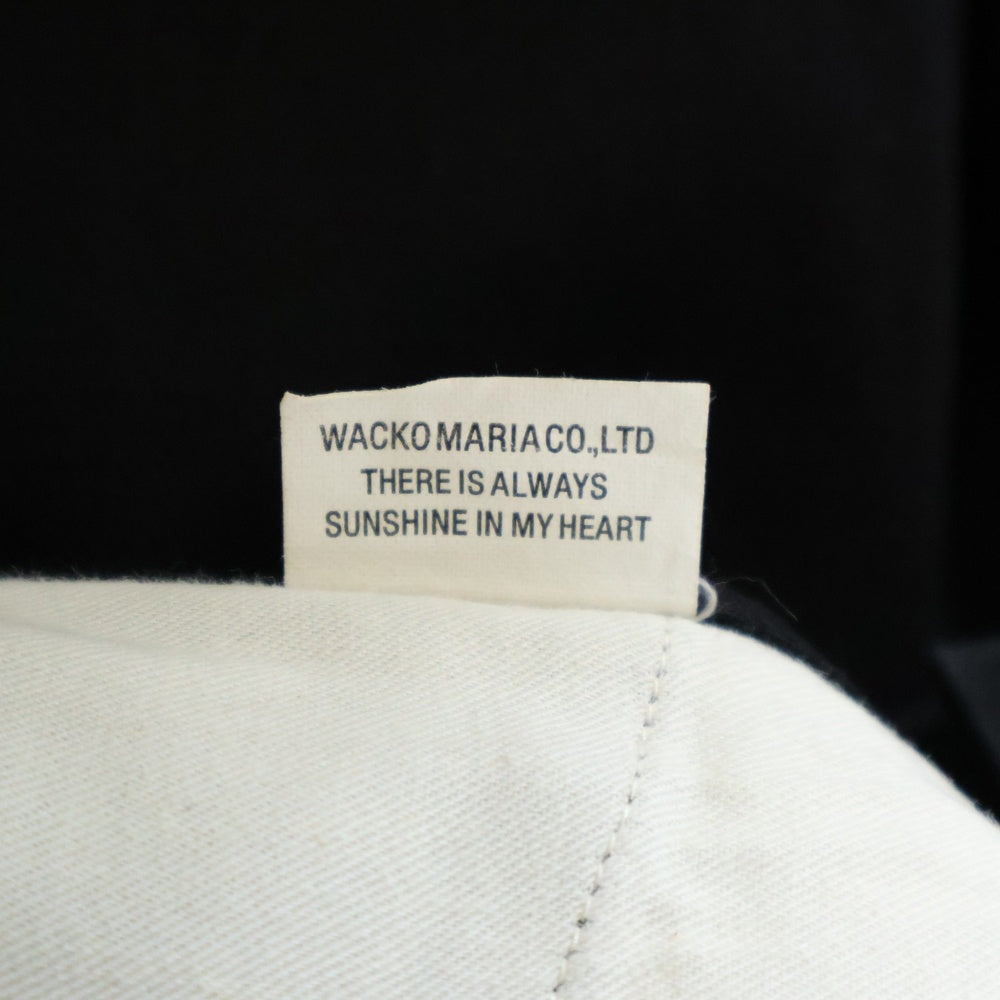 WACKO MARIA CO.,LTD
THERE IS ALWAYS
SUNSHINE IN MY HEART